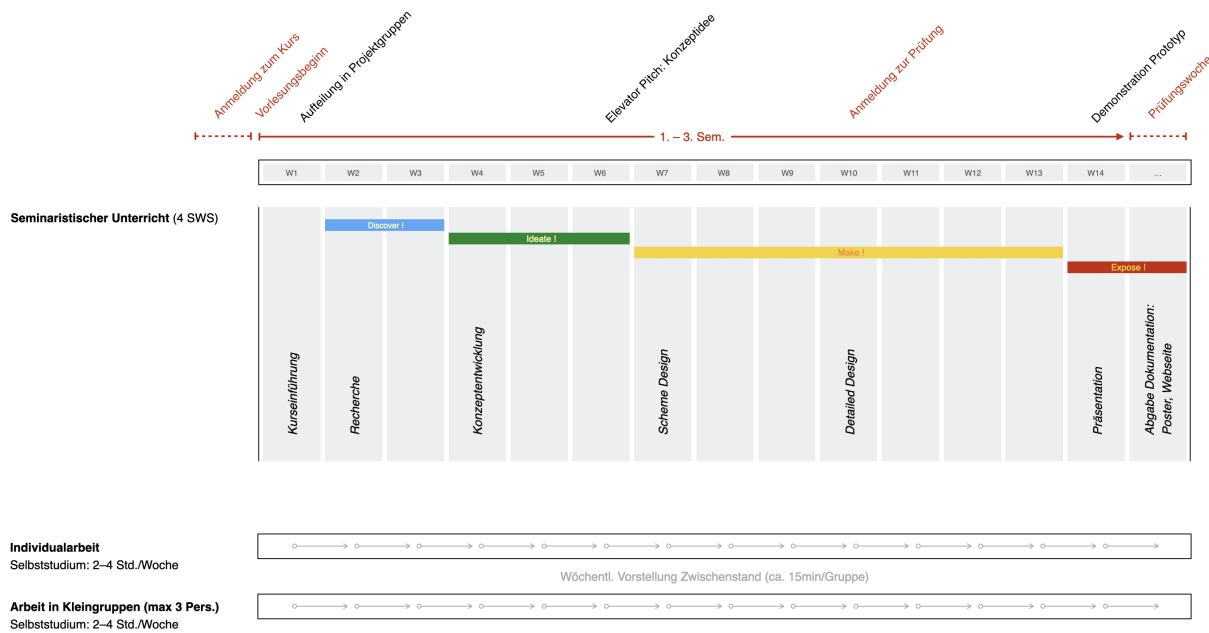 Anmeldung zum Kurs
Vorlesungsbeginn
Aufteilung in Projektgruppen
Elevator Pitch: Konzeptidee
Anmeldung zur Prüfung
Demonstration Prototyp
Prüfungswoche
1. – 3. Sem.
W1 W2 W3 W4 W5 W6 W7 W8 W9 W10 W11 W12 W13 W14 ...
Seminaristischer Unterricht (4 SWS)
Discover !
Ideate !
Make !
Expose !
Kurseinführung
Recherche
Konzeptentwicklung
Scheme Design
Detailed Design
Präsentation
Abgabe Dokumentation:
Poster, Webseite
Individualarbeit
Selbststudium: 2–4 Std./Woche
Wöchentl. Vorstellung Zwischenstand (ca. 15min/Gruppe)
Arbeit in Kleingruppen (max 3 Pers.)
Selbststudium: 2–4 Std./Woche